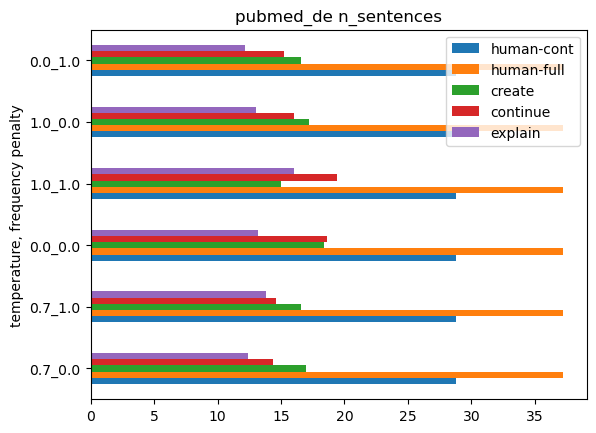 pubmed_de n_sentences
temperature, frequency penalty
0.0_1.0
1.0_0.0
1.0_1.0
0.0_0.0
0.7_1.0
0.7_0.0
human-cont
human-full
create
continue
explain
0 5 10 15 20 25 30 35